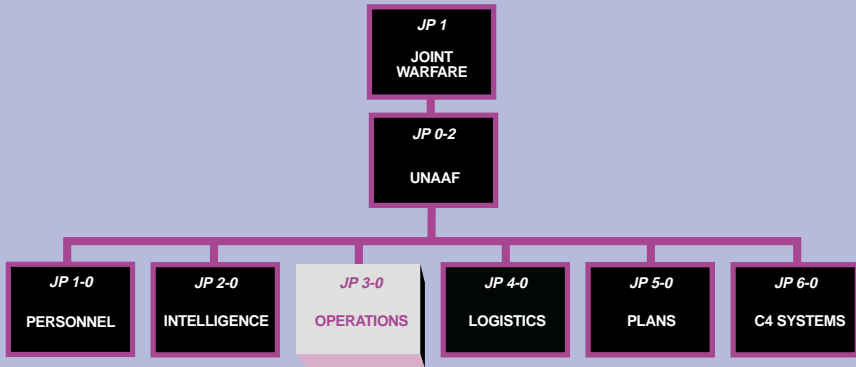 JP 1
JOINT
WARFARE
JP 0-2
UNAAF
JP 1-0
PERSONNEL
JP 2-0
INTELLIGENCE
JP 3-0
OPERATIONS
JP 4-0
LOGISTICS
JP 5-0
PLANS
JP 6-0
C4 SYSTEMS